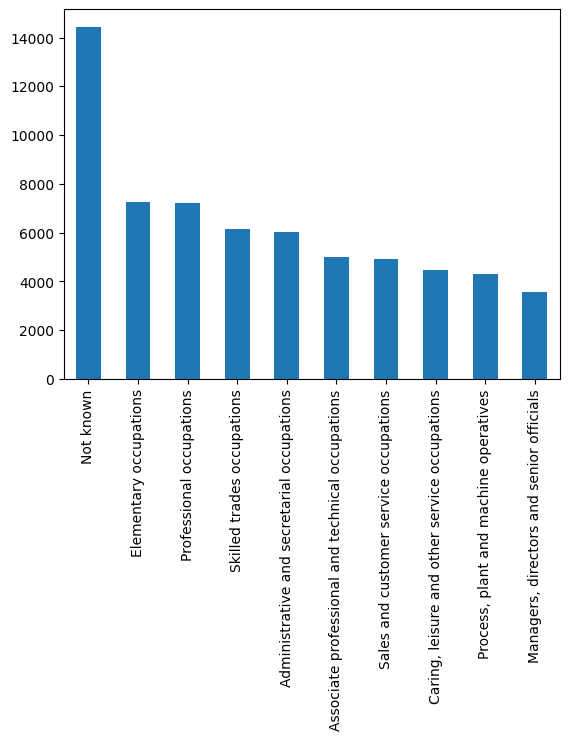 14000
12000
10000
8000
6000
4000
2000
0
Not known
Elementary occupations
Professional occupations
Skilled trades occupations
Administrative and secretarial occupations
Associate professional and technical occupations
Sales and customer service occupations
Caring, leisure and other service occupations
Process, plant and machine operatives
Managers, directors and senior officials